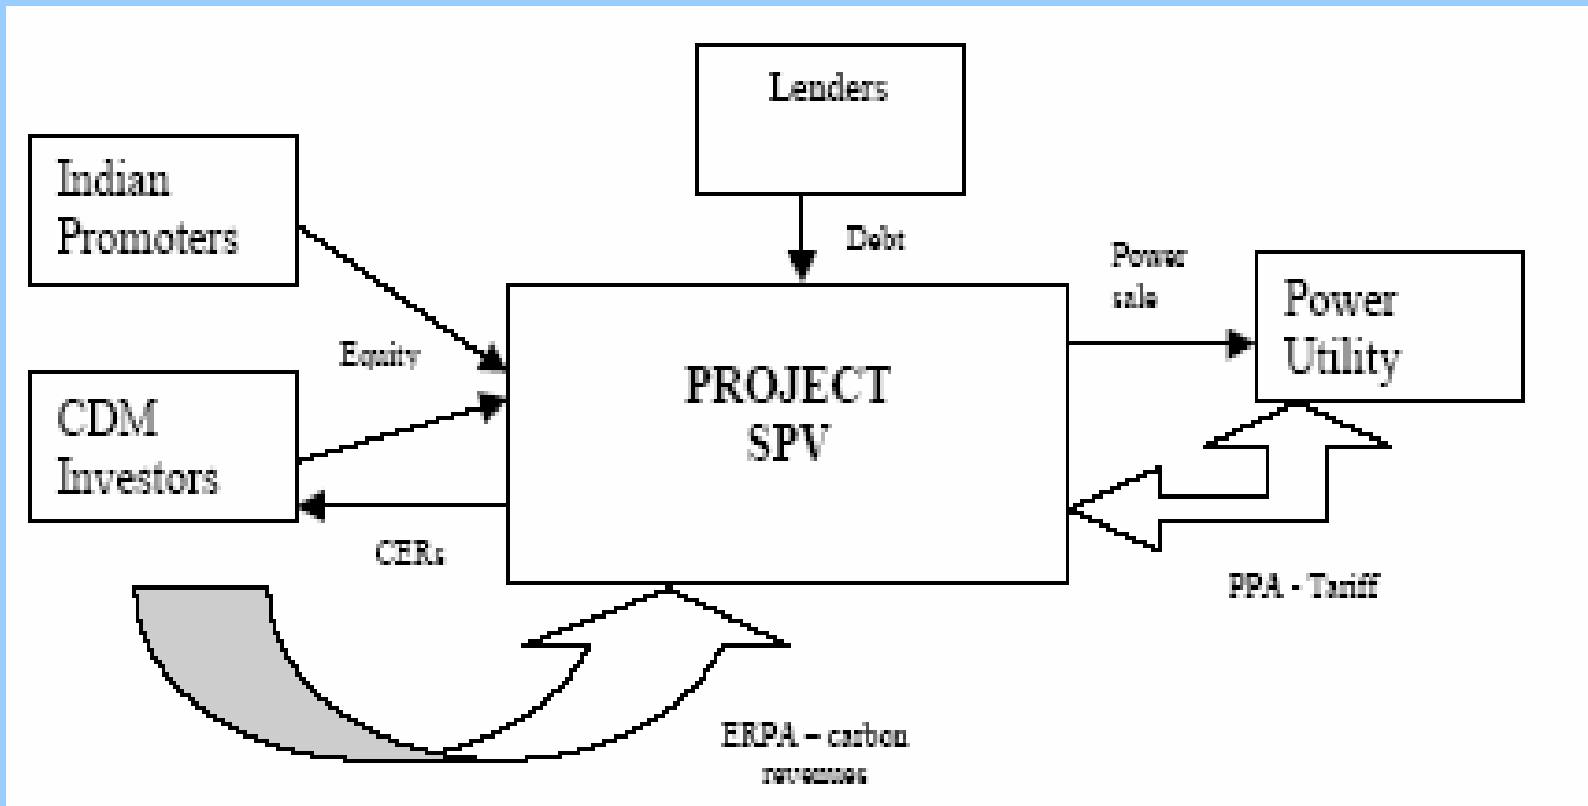 Lenders
Indian
Promoters
Debt
Power
sale
Power
Utility
Equity
PROJECT
SPV
CDM
Investors
CERs
PPA - Tariff
ERPA – carbon
revenues